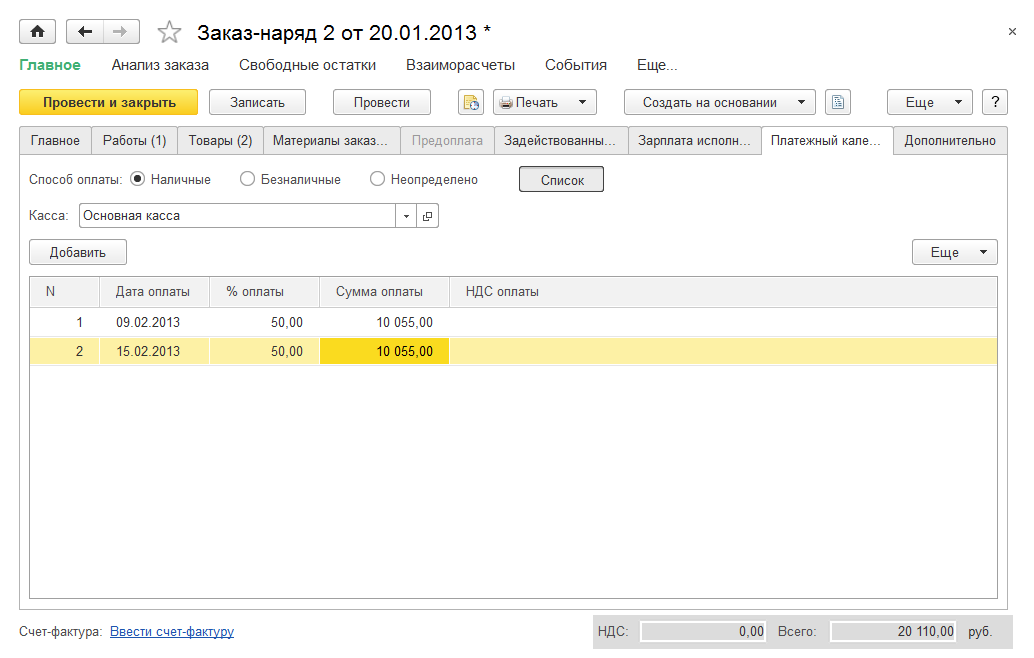 Заказ-наряд 2 от 20.01.2013 *
Главное Анализ заказа Свободные остатки Взаиморасчеты События Еще...
Провести и закрыть Записать Провести Печать Создать на основании Еще ?
Главное Работы (1) Товары (2) Материалы заказ... Предоплата Задействованны... Зарплата исполн... Платежный кале... Дополнительно
Способ оплаты: Наличные Безналичные Неопределено Список
Касса: Основная касса
Добавить Еще
N Дата оплаты % оплаты Сумма оплаты НДС оплаты
1 09.02.2013 50,00 10 055,00
2 15.02.2013 50,00 10 055,00
Счет-фактура: Ввести счет-фактуру НДС: 0,00 Всего: 20 110,00 руб.